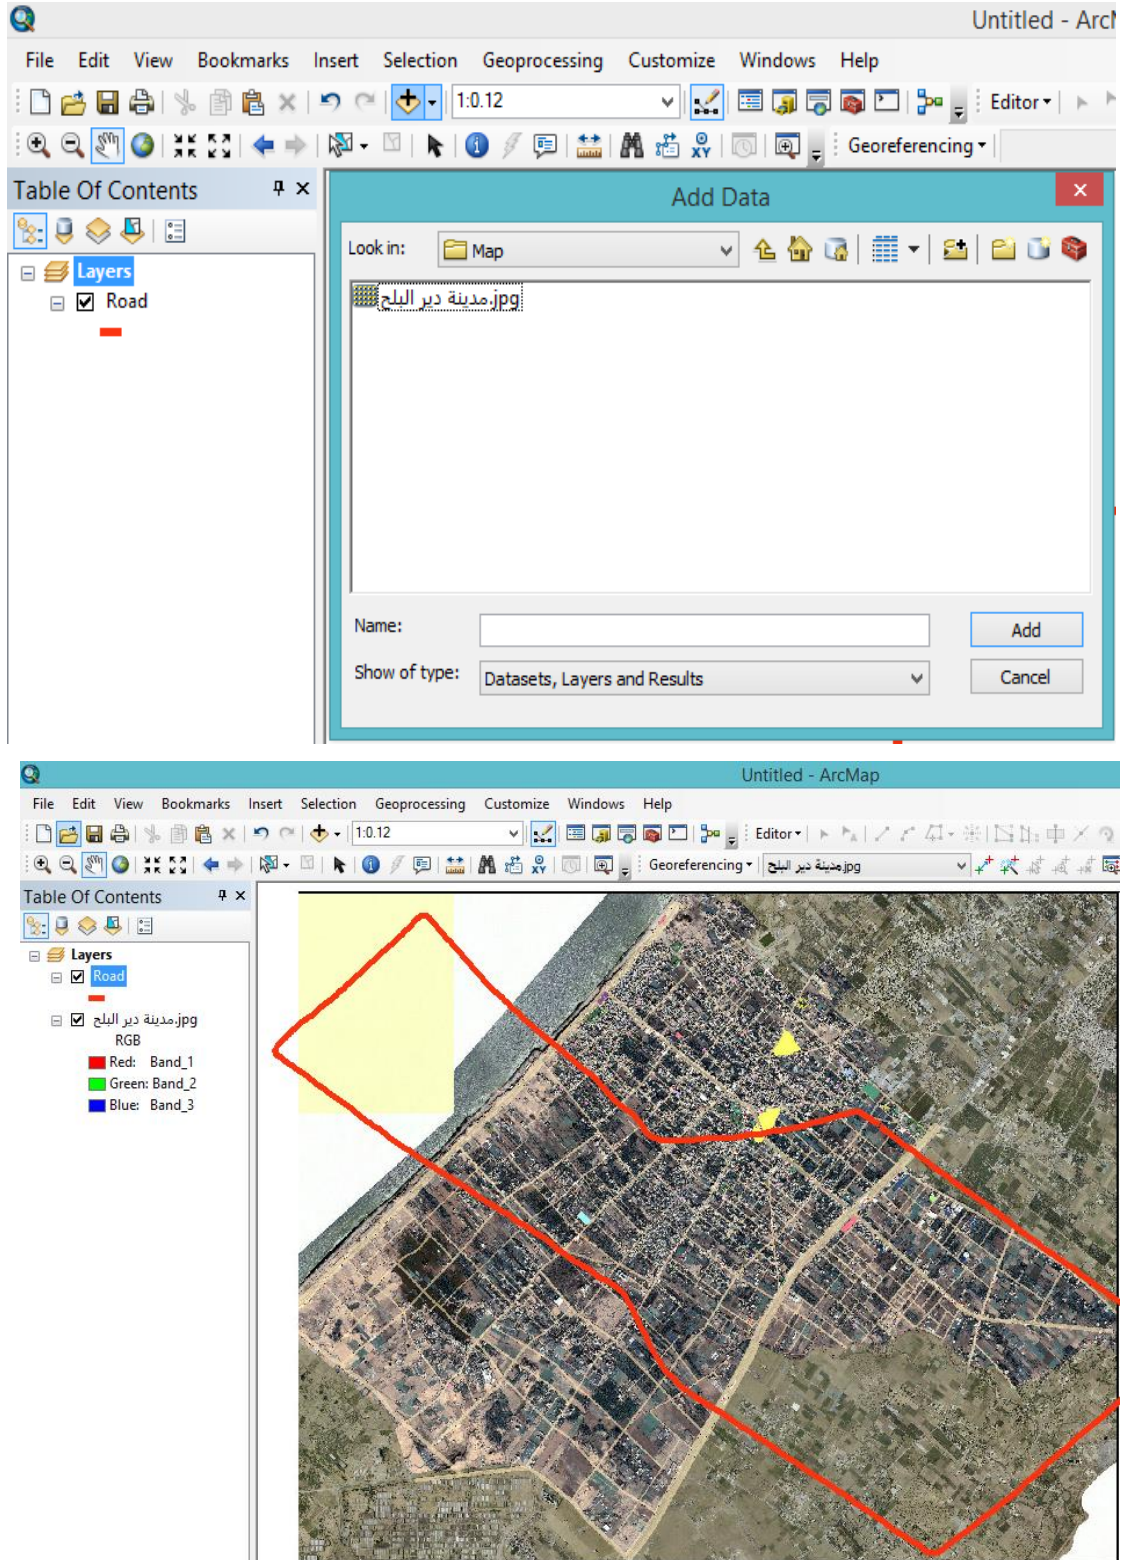 Untitled - Arc
File Edit View Bookmarks Insert Selection Geoprocessing Customize Windows Help
1:0.12 Editor
Georeferencing
Table Of Contents
Add Data
Look in: Map
Layers
Road
مدينة دير البلح.jpg
Name:
Add
Show of type: Datasets, Layers and Results
Cancel
Untitled - ArcMap
File Edit View Bookmarks Insert Selection Geoprocessing Customize Windows Help
1:0.12 Editor
Georeferencing مدينة دير البلح.jpg
Table Of Contents
Layers
Road
مدينة دير البلح.jpg
RGB
Red: Band_1
Green: Band_2
Blue: Band_3